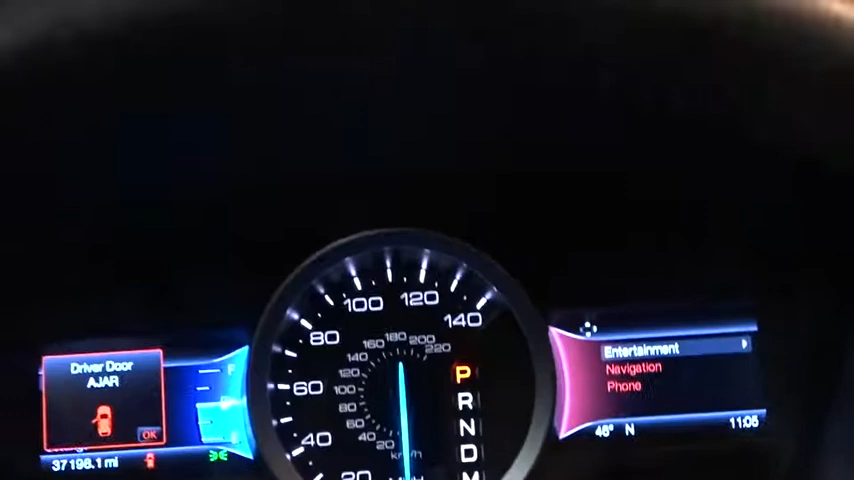 Driver Door
AJAR
OK
37198.1 mi
F
20
40
60
80
100
120
140
20
40
60
80
100
120
140
160
180
200
220
km/h
P
R
N
D
M
Entertainment
Navigation
Phone
46° N
11:05